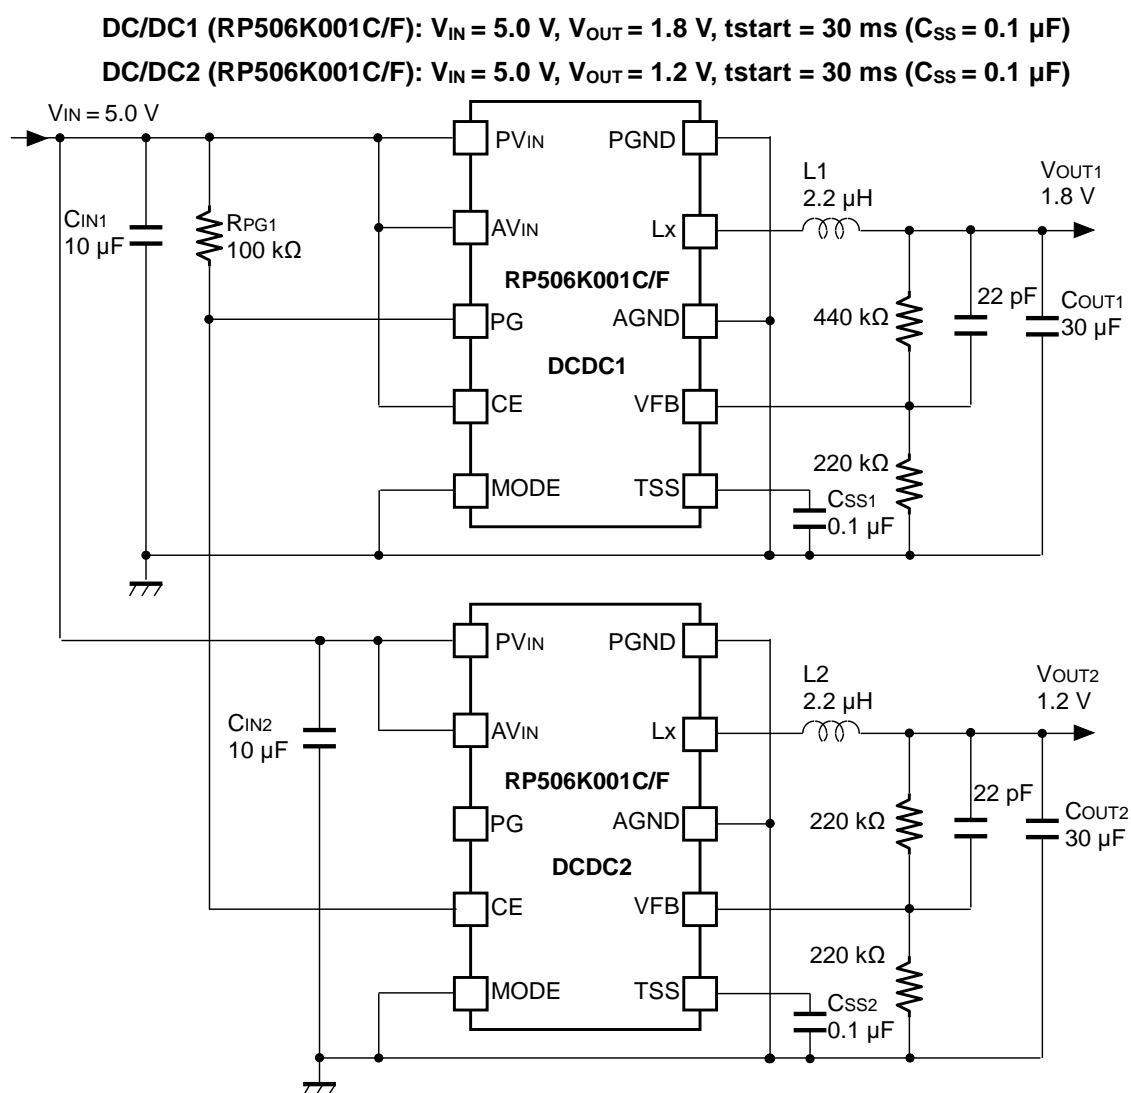 DC/DC1 (RP506K001C/F): VIN = 5.0 V, VOUT = 1.8 V, tstart = 30 ms (CSS = 0.1 µF)
DC/DC2 (RP506K001C/F): VIN = 5.0 V, VOUT = 1.2 V, tstart = 30 ms (CSS = 0.1 µF)
VIN = 5.0 V
CIN1
10 µF
RPG1
100 kΩ
PVIN
PGND
AVIN
Lx
RP506K001C/F
PG
AGND
DCDC1
CE
VFB
MODE
TSS
L1
2.2 µH
VOUT1
1.8 V
440 kΩ
22 pF
COUT1
30 µF
220 kΩ
CSS1
0.1 µF
CIN2
10 µF
PVIN
PGND
AVIN
Lx
RP506K001C/F
PG
AGND
DCDC2
CE
VFB
MODE
TSS
L2
2.2 µH
VOUT2
1.2 V
220 kΩ
22 pF
COUT2
30 µF
220 kΩ
CSS2
0.1 µF